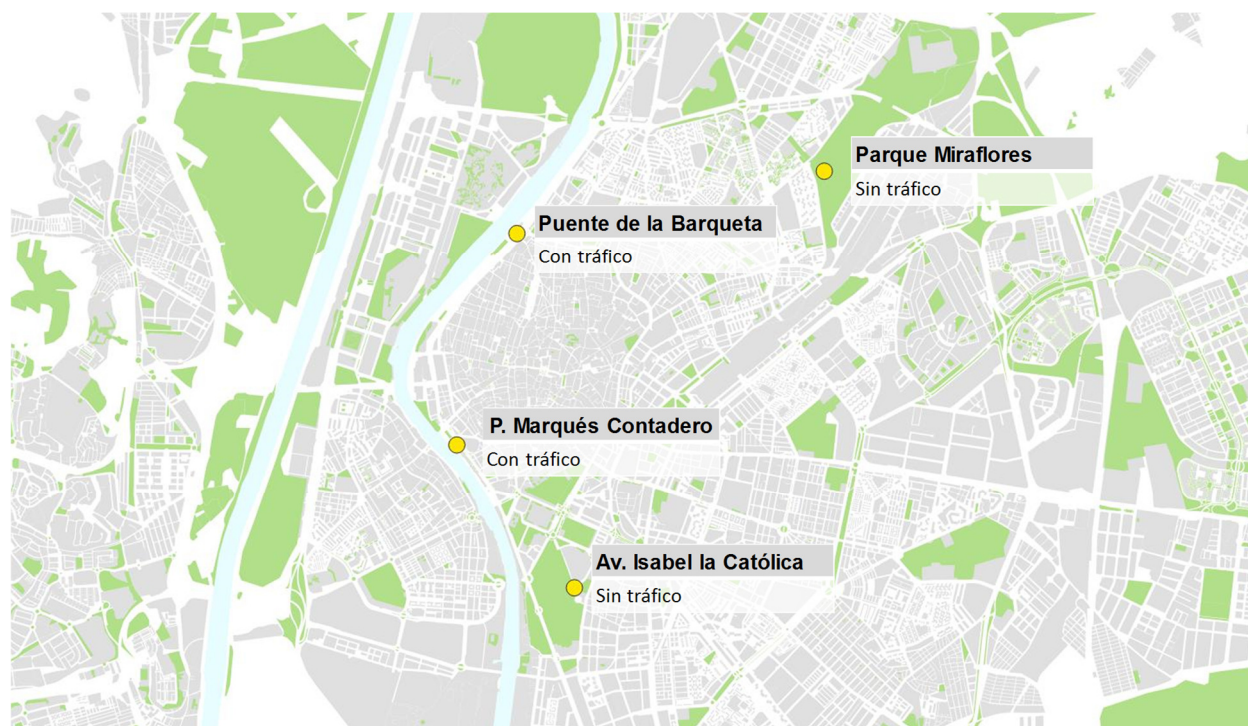 Parque Miraflores
Sin tráfico
Puente de la Barqueta
Con tráfico
P. Marqués Contadero
Con tráfico
Av. Isabel la Católica
Sin tráfico